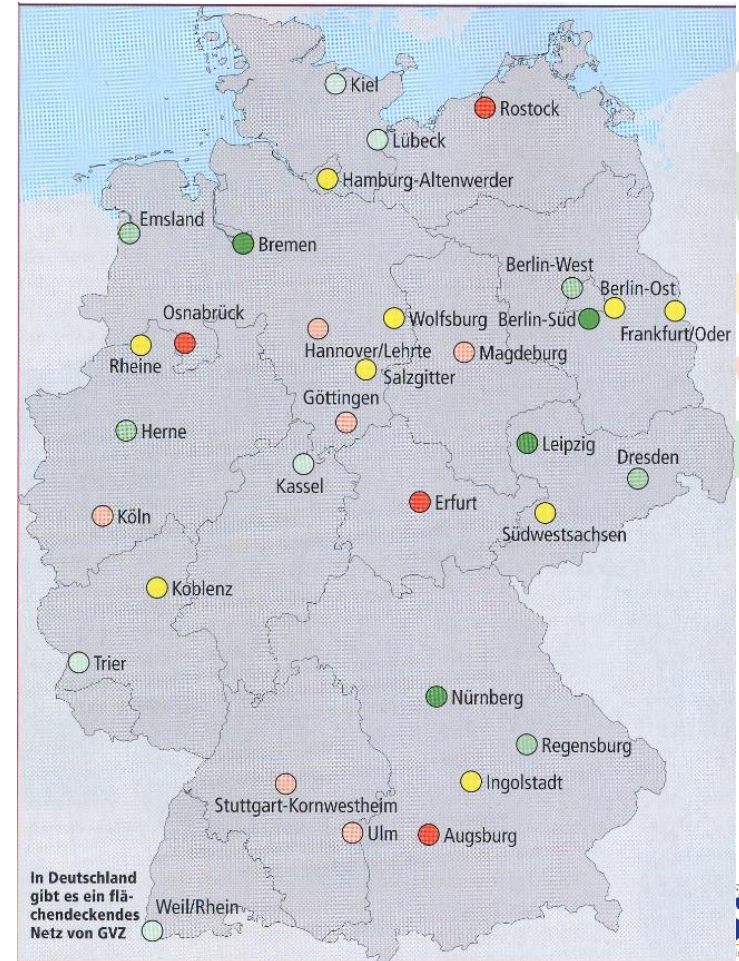 Kiel
Rostock
Lübeck
Hamburg-Altenwerder
Emsland
Bremen
Berlin-West
Berlin-Ost
Osnabrück
Wolfsburg
Berlin-Süd
Frankfurt/Oder
Rheine
Hannover/Lehrte
Magdeburg
Salzgitter
Göttingen
Herne
Leipzig
Dresden
Kassel
Erfurt
Köln
Südwestsachsen
Koblenz
Trier
Nürnberg
Regensburg
Ingolstadt
Stuttgart-Kornwestheim
Ulm
Augsburg
In Deutschland
gibt es ein flä-
chendeckendes
Netz von GVZ
Weil/Rhein